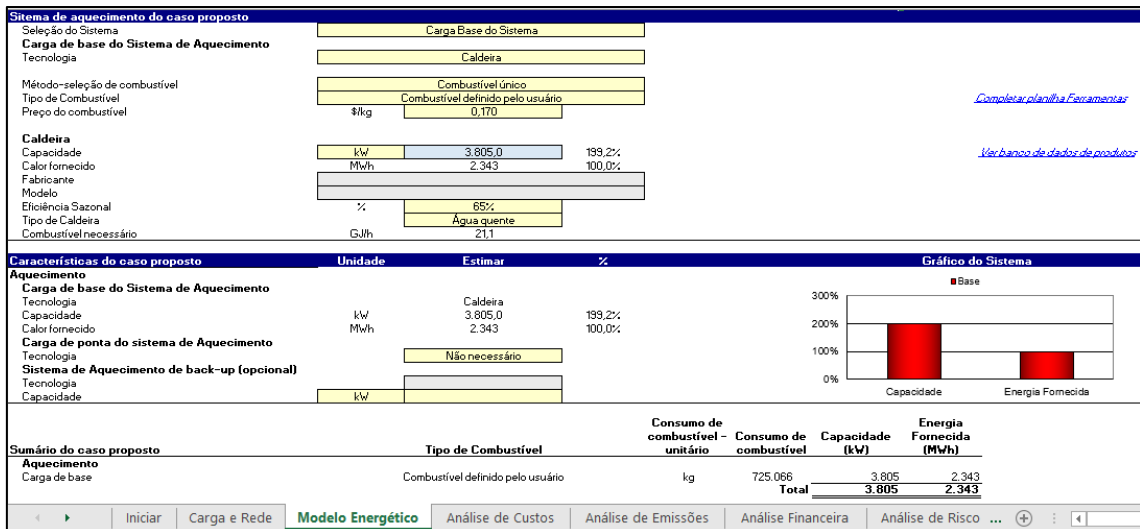 Sitema de aquecimento do caso proposto
Seleção do Sistema Carga Base do Sistema
Carga de base do Sistema de Aquecimento
Tecnologia Caldeira
Método-seleção de combustível Combustível único
Tipo de Combustível Combustível definido pelo usuário Completar planilha Ferramentas
Preço do combustível $/kg 0,170
Caldeira
Capacidade kW 3.805,0 199,2% Ver banco de dados de produtos
Calor fornecido MWh 2.343 100,0%
Fabricante
Modelo
Eficiência Sazonal % 65%
Tipo de Caldeira Água quente
Combustível necessário GJ/h 21,1
Características do caso proposto Unidade Estimar % Gráfico do Sistema
Aquecimento
Carga de base do Sistema de Aquecimento
Tecnologia Caldeira
Capacidade kW 3.805,0 199,2%
Calor fornecido MWh 2.343 100,0%
Carga de ponta do sistema de Aquecimento
Tecnologia Não necessário
Sistema de Aquecimento de back-up (opcional)
Tecnologia
Capacidade kW
Base
300%
200%
100%
0%
Capacidade Energia Fornecida
Sumário do caso proposto Tipo de Combustível Consumo de combustível - unitário Consumo de combustível Capacidade (kW) Energia Fornecida (MWh)
Aquecimento
Carga de base Combustível definido pelo usuário kg 725.066 3.805 2.343
Total 3.805 2.343
Iniciar Carga e Rede Modelo Energético Análise de Custos Análise de Emissões Análise Financeira Análise de Risco ...